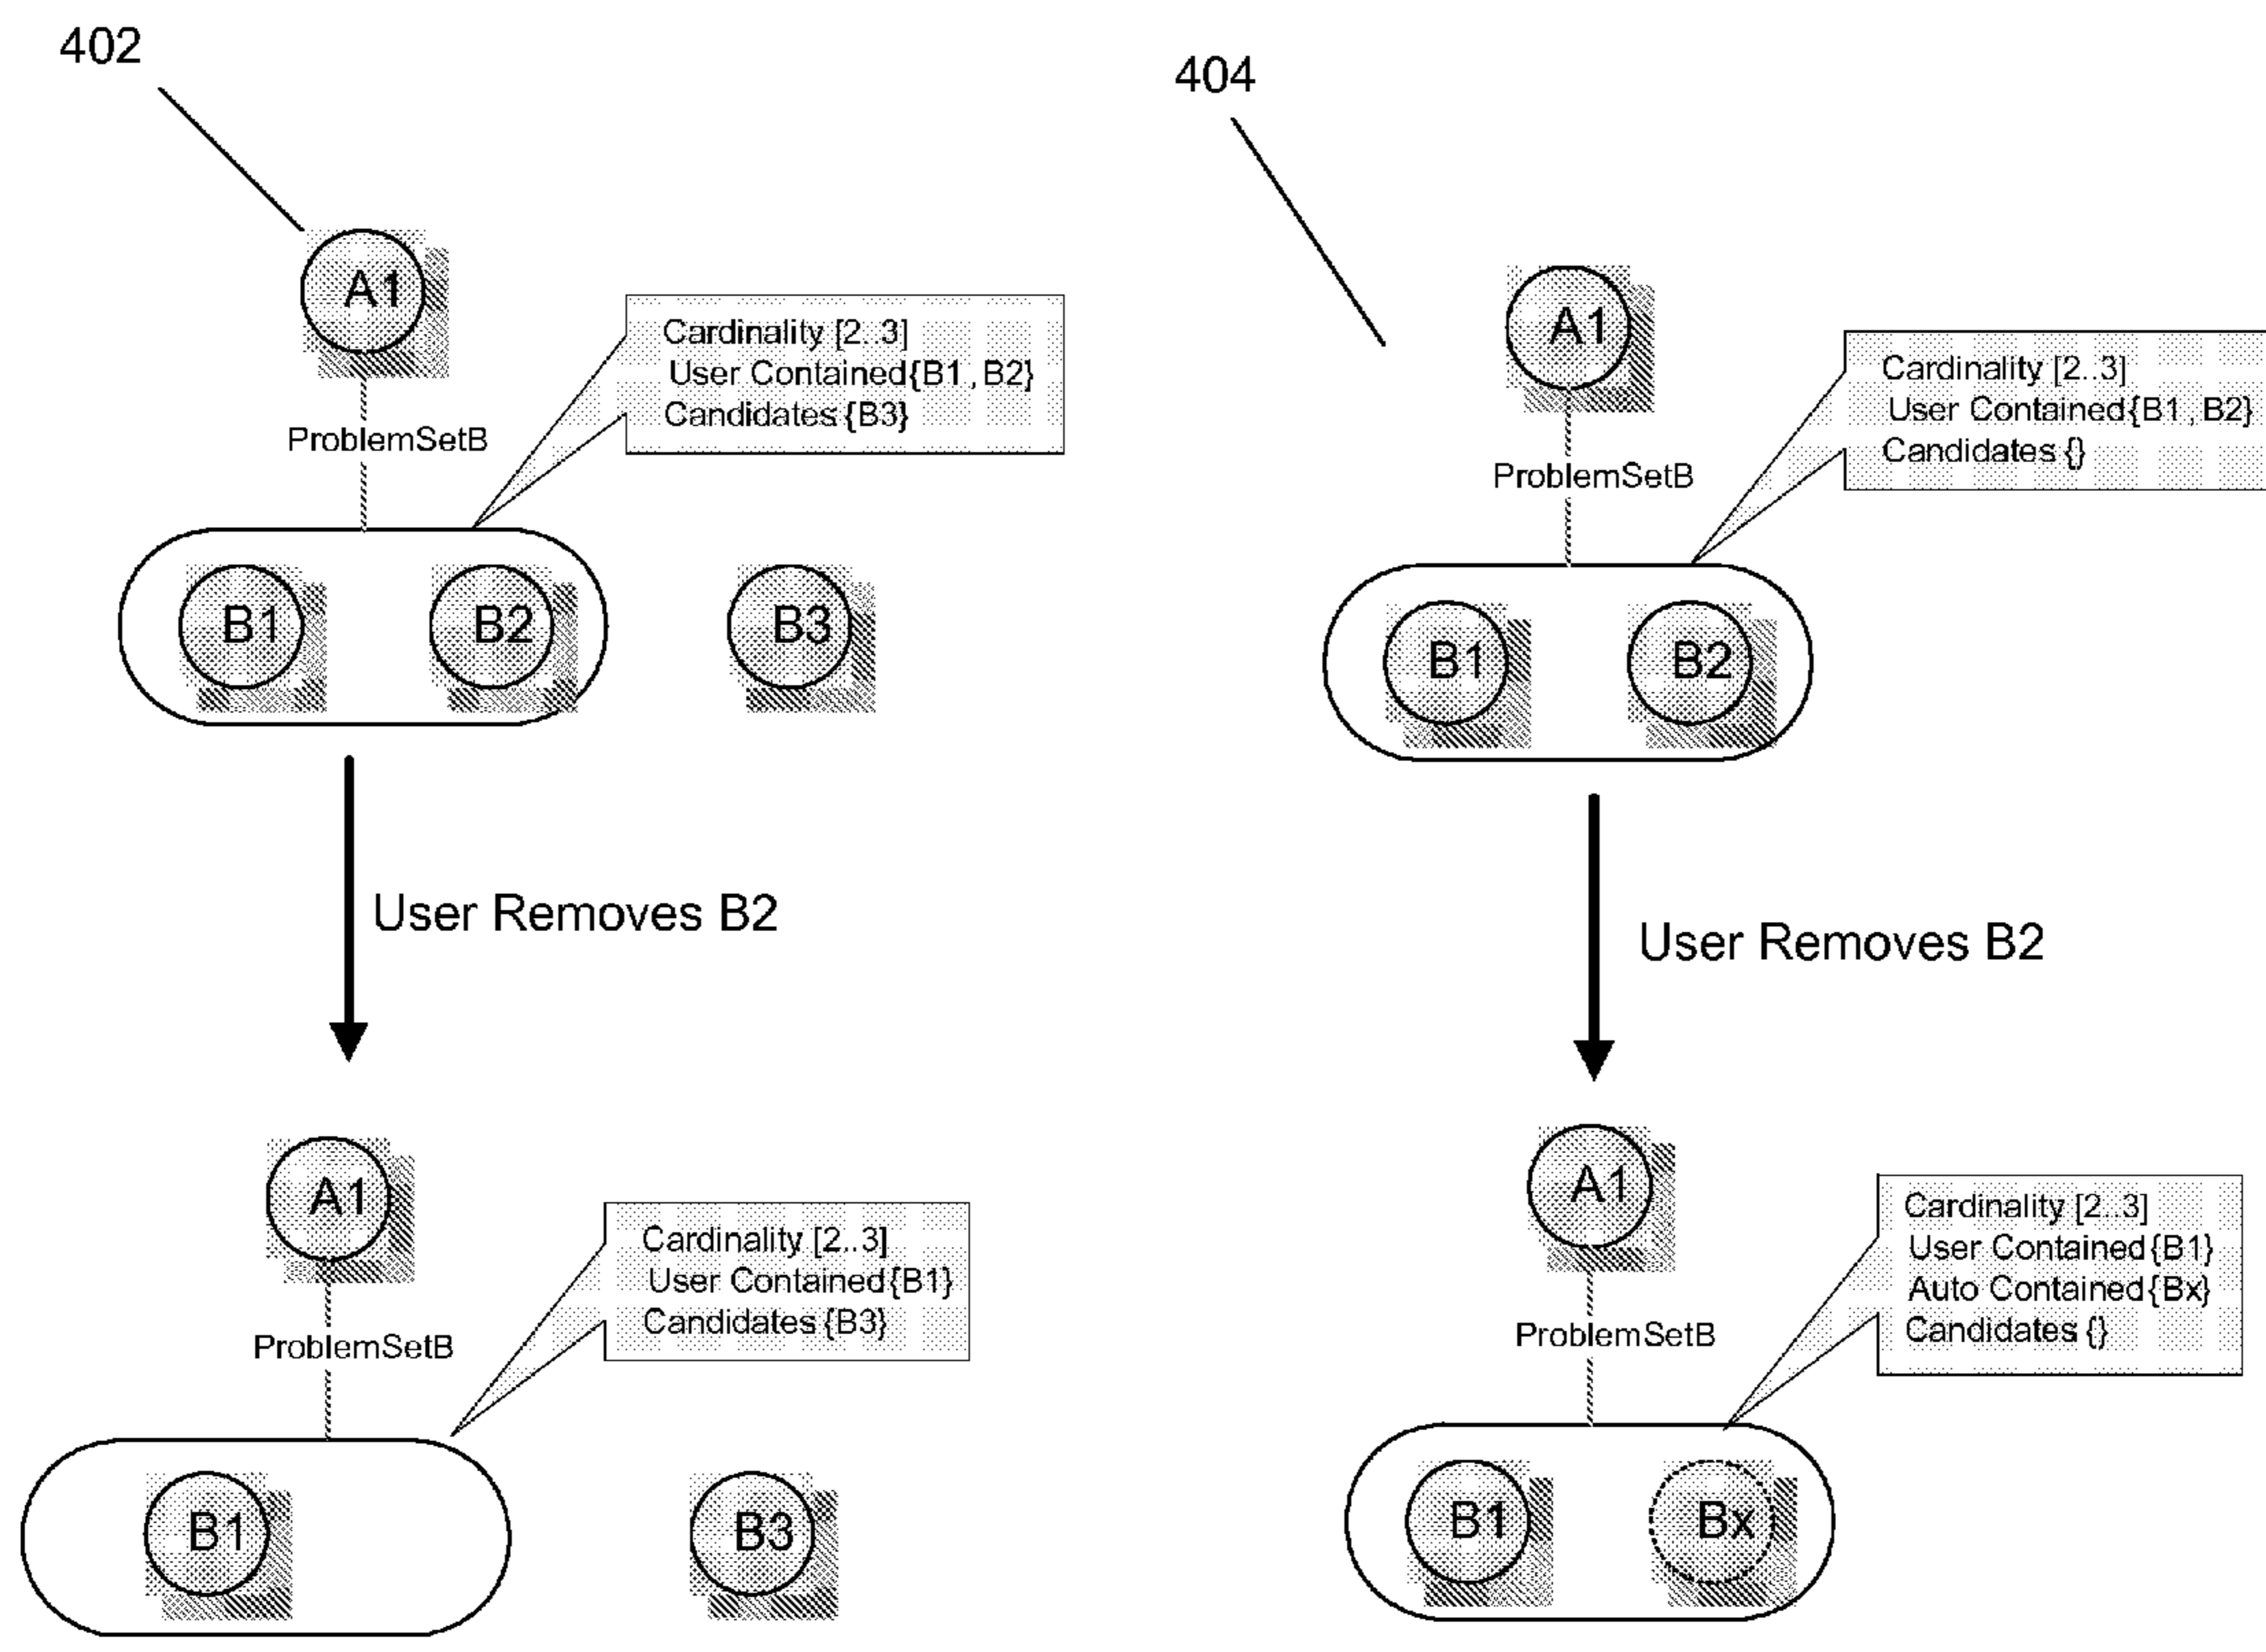 402
A1
Cardinality [2..3]
User Contained{B1, B2}
Candidates {B3}
ProblemSetB
B1
B2
B3
User Removes B2
A1
Cardinality [2..3]
User Contained{B1}
Candidates {B3}
ProblemSetB
B1
B3
404
A1
Cardinality [2..3]
User Contained{B1, B2}
Candidates {}
ProblemSetB
B1
B2
User Removes B2
A1
Cardinality [2..3]
User Contained{B1}
Auto Contained{Bx}
Candidates {}
ProblemSetB
B1
Bx